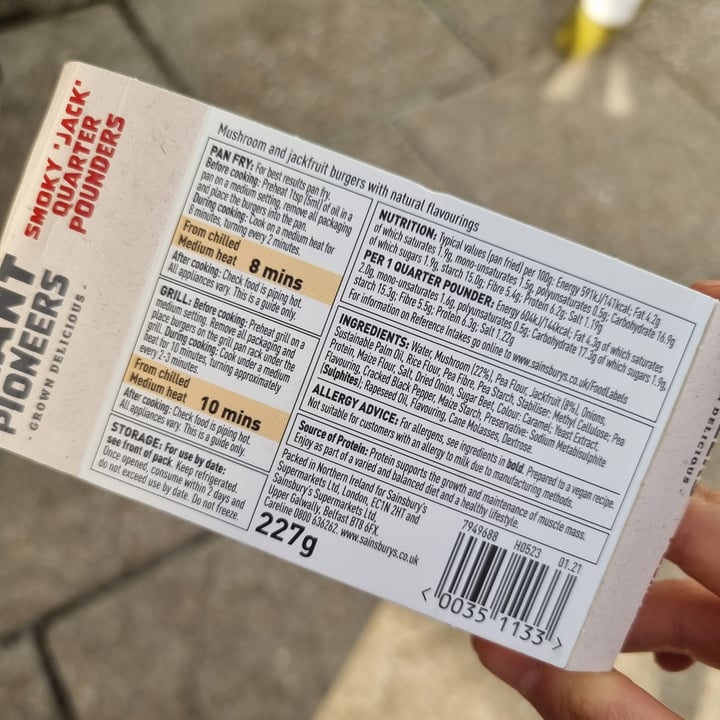 SMOKY 'JACK'
QUARTER
POUNDERS
ANT
PIONEERS
- GROWN DELICIOUS -
Mushroom and jackfruit burgers with natural flavourings
PAN FRY: For best results pan fry.
Before cooking: Preheat 1tsp (5ml) of oil in a
pan on a medium setting, remove all packaging
and place the burgers into the pan.
During cooking: Cook on a medium heat for
8 minutes, turning every 2 minutes.
From chilled
Medium heat 8 mins
After cooking: Check food is piping hot.
All appliances vary. This is a guide only.
GRILL: Before cooking: Preheat grill on a
medium setting. Remove all packaging and
place burgers on the grill pan rack under the
grill. During cooking: Cook under a medium
heat for 10 minutes, turning approximately
every 2-3 minutes.
From chilled
Medium heat 10 mins
After cooking: Check food is piping hot.
All appliances vary. This is a guide only.
STORAGE: For use by date:
see front of pack. Keep refrigerated.
Once opened, consume within 2 days and
do not exceed use by date. Do not freeze.
NUTRITION: Typical values (pan fried) per 100g: Energy 591kJ/141kcal; Fat 4.2g
of which saturates 1.9g, mono-unsaturates 1.5g, polyunsaturates 0.5g; Carbohydrate 16.9g
of which sugars 1.9g, starch 15.0g; Fibre 5.4g; Protein 6.2g; Salt 1.19g
PER 1 QUARTER POUNDER: Energy 604kJ/144kcal; Fat 4.3g of which saturates
2.0g, mono-unsaturates 1.6g, polyunsaturates 0.5g; Carbohydrate 17.3g of which sugars 1.9g,
starch 15.3g; Fibre 5.5g; Protein 6.3g; Salt 1.22g
For information on Reference Intakes go online to www.sainsburys.co.uk/FoodLabels
INGREDIENTS: Water, Mushroom (22%), Pea Flour, Jackfruit (8%), Onions,
Sustainable Palm Oil, Rice Flour, Pea Fibre, Pea Starch, Stabiliser: Methyl Cellulose; Pea
Protein, Maize Flour, Salt, Dried Onion, Sugar Beet, Colour: Caramel; Yeast Extract,
Flavouring, Cracked Black Pepper, Maize Starch, Preservative: Sodium Metabisulphite
(Sulphites); Rapeseed Oil, Flavouring, Cane Molasses, Dextrose.
ALLERGY ADVICE: For allergens, see ingredients in bold. Prepared to a vegan recipe.
Not suitable for customers with an allergy to milk due to manufacturing methods.
Source of Protein: Protein supports the growth and maintenance of muscle mass.
Enjoy as part of a varied and balanced diet and a healthy lifestyle.
Packed in Northern Ireland for Sainsbury's
Supermarkets Ltd, London, EC1N 2HT and
Sainsbury's Supermarkets Ltd,
Upper Galwally, Belfast BT8 6FX.
Careline 0800 636262. www.sainsburys.co.uk
227g
7949688 H0523 01.21
< 0035 1133 >
DELICIOUS